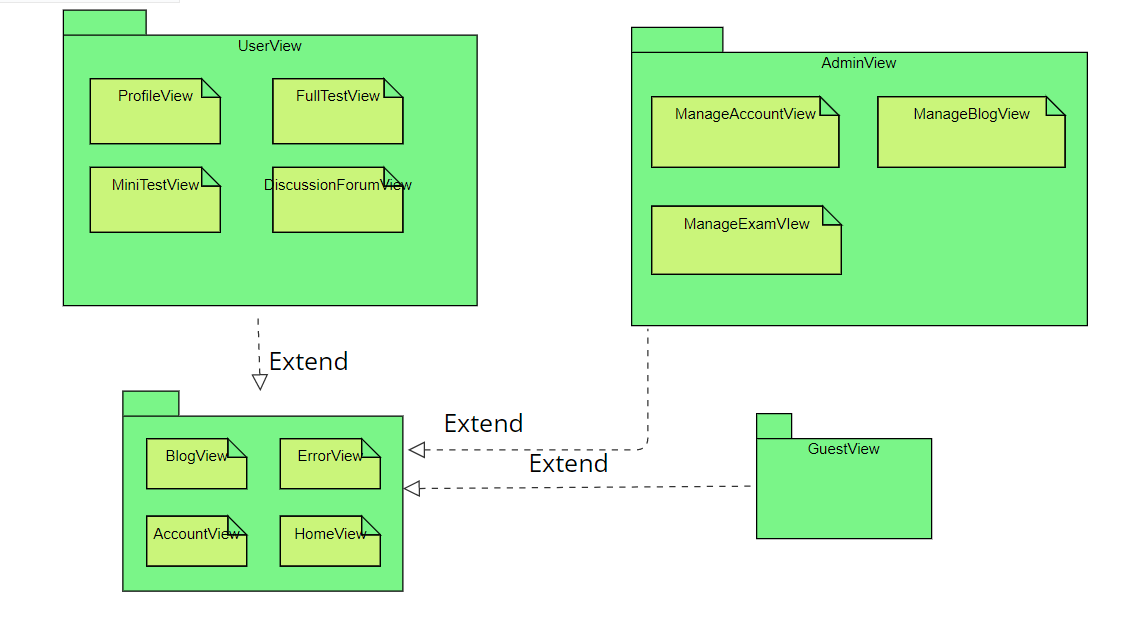 UserView
ProfileView
FullTestView
MiniTestView
DiscussionForumView
AdminView
ManageAccountView
ManageBlogView
ManageExamVIew
Extend
Extend
Extend
BlogView
ErrorView
AccountView
HomeView
GuestView